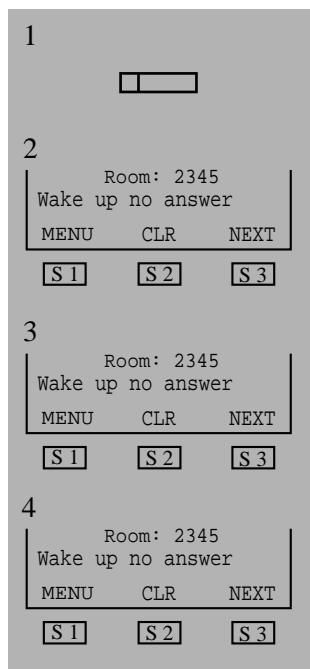 1
2
Room: 2345
Wake up no answer
MENU CLR NEXT
S 1 S 2 S 3
3
Room: 2345
Wake up no answer
MENU CLR NEXT
S 1 S 2 S 3
4
Room: 2345
Wake up no answer
MENU CLR NEXT
S 1 S 2 S 3